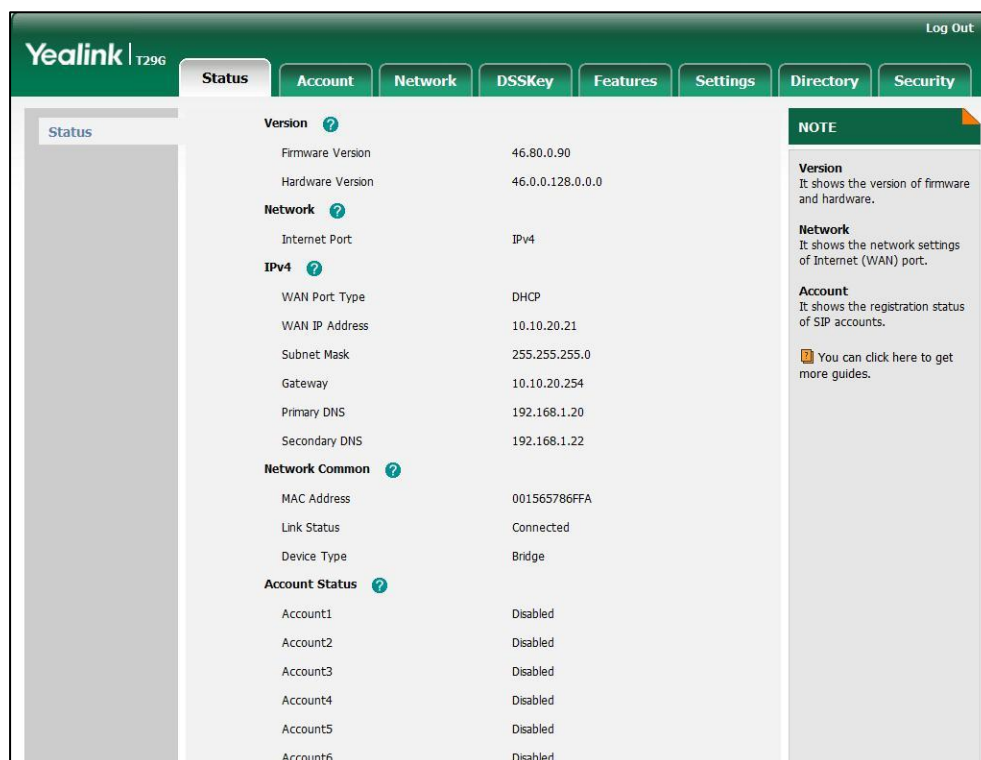 Log Out
Yealink | T29G
Status Account Network DSSKey Features Settings Directory Security
Status
Version ?
Firmware Version 46.80.0.90
Hardware Version 46.0.0.128.0.0.0
Network ?
Internet Port IPv4
IPv4 ?
WAN Port Type DHCP
WAN IP Address 10.10.20.21
Subnet Mask 255.255.255.0
Gateway 10.10.20.254
Primary DNS 192.168.1.20
Secondary DNS 192.168.1.22
Network Common ?
MAC Address 001565786FFA
Link Status Connected
Device Type Bridge
Account Status ?
Account1 Disabled
Account2 Disabled
Account3 Disabled
Account4 Disabled
Account5 Disabled
Account6 Disabled
NOTE
Version
It shows the version of firmware
and hardware.
Network
It shows the network settings
of Internet (WAN) port.
Account
It shows the registration status
of SIP accounts.
? You can click here to get
more guides.